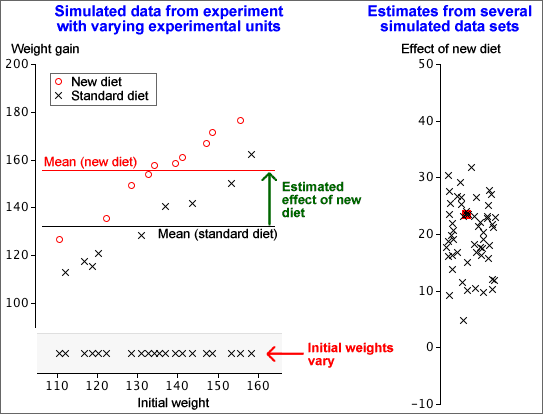 Simulated data from experiment
with varying experimental units
Weight gain
200
New diet
Standard diet
180
160
Mean (new diet)
Estimated
effect of new
diet
140
Mean (standard diet)
120
100
Initial weights
vary
110 120 130 140 150 160
Initial weight
Estimates from several
simulated data sets
Effect of new diet
50
40
30
20
10
0
-10